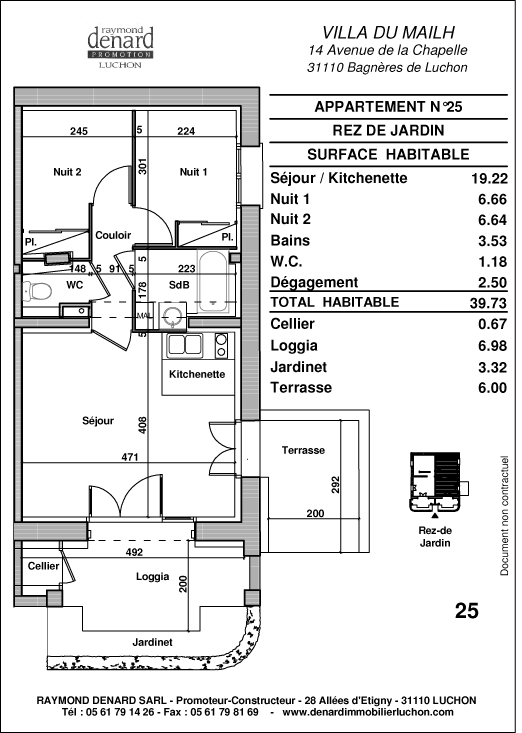 raymond
denard
PROMOTION
LUCHON
VILLA DU MAILH
14 Avenue de la Chapelle
31110 Bagnères de Luchon
APPARTEMENT N°25
REZ DE JARDIN
SURFACE HABITABLE
Séjour / Kitchenette 19.22
Nuit 1 6.66
Nuit 2 6.64
Bains 3.53
W.C. 1.18
Dégagement 2.50
TOTAL HABITABLE 39.73
Cellier 0.67
Loggia 6.98
Jardinet 3.32
Terrasse 6.00
245 5 224
301
Nuit 2 Nuit 1
Couloir
Pl. Pl.
148 5 91 5 5 223
WC 178 SdB
MAL
5
Kitchenette
Séjour 408
471
Terrasse
292
200
492
Cellier
Loggia 200
Jardinet
Rez-de
Jardin
Document non contractuel
25
RAYMOND DENARD SARL - Promoteur-Constructeur - 28 Allées d'Etigny - 31110 LUCHON
Tél : 05 61 79 14 26 - Fax : 05 61 79 81 69 - www.denardimmobilierluchon.com